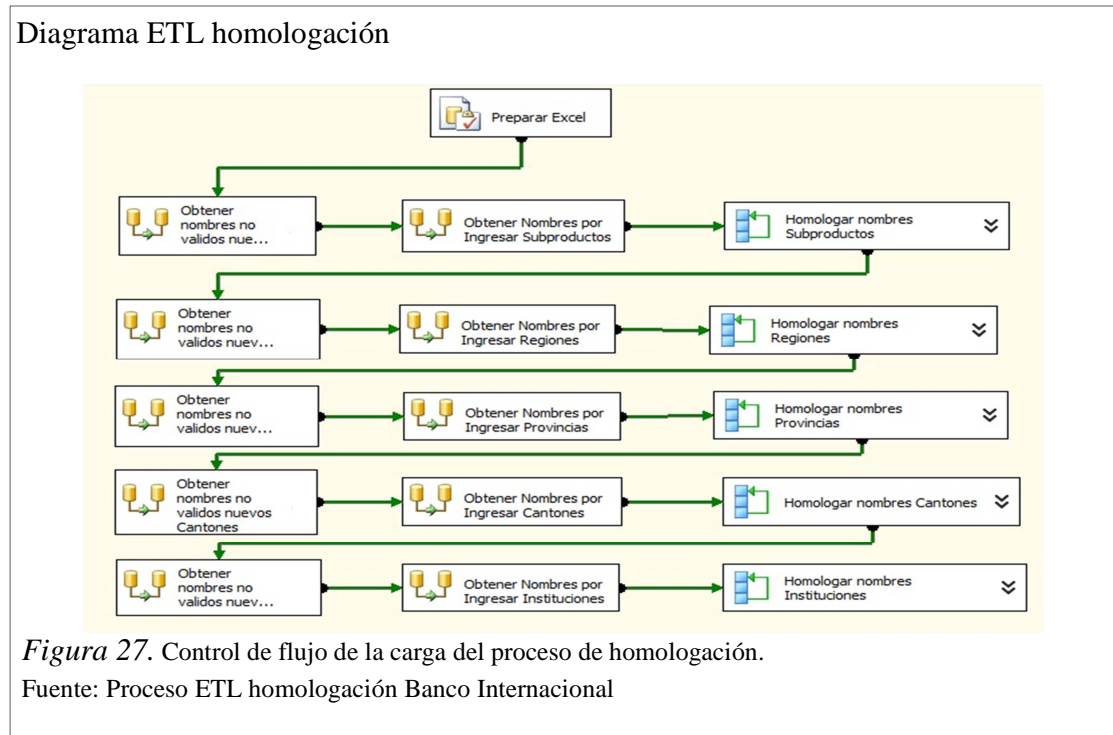 Diagrama ETL homologación
Preparar Excel
Obtener
nombres no
validos nue...
Obtener Nombres por
Ingresar Subproductos
Homologar nombres
Subproductos
Obtener
nombres no
validos nuev...
Obtener Nombres por
Ingresar Regiones
Homologar nombres
Regiones
Obtener
nombres no
validos nuev...
Obtener Nombres por
Ingresar Provincias
Homologar nombres
Provincias
Obtener
nombres no
validos nuevos
Cantones
Obtener Nombres por
Ingresar Cantones
Homologar nombres Cantones
Obtener
nombres no
validos nuev...
Obtener Nombres por
Ingresar Instituciones
Homologar nombres
Instituciones
Figura 27. Control de flujo de la carga del proceso de homologación.
Fuente: Proceso ETL homologación Banco Internacional